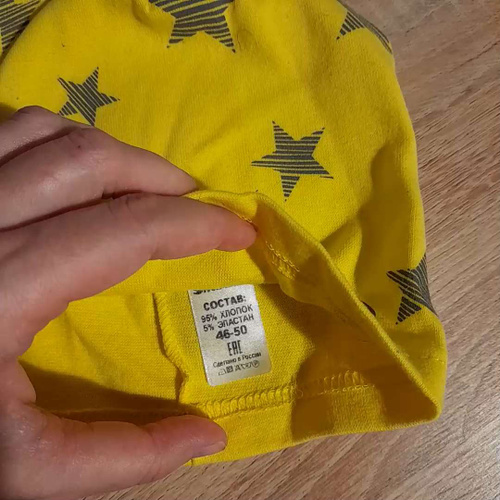 СОСТАВ:
95% ХЛОПОК
5% ЭЛАСТАН
46-50
ЕАС
Сделано в России